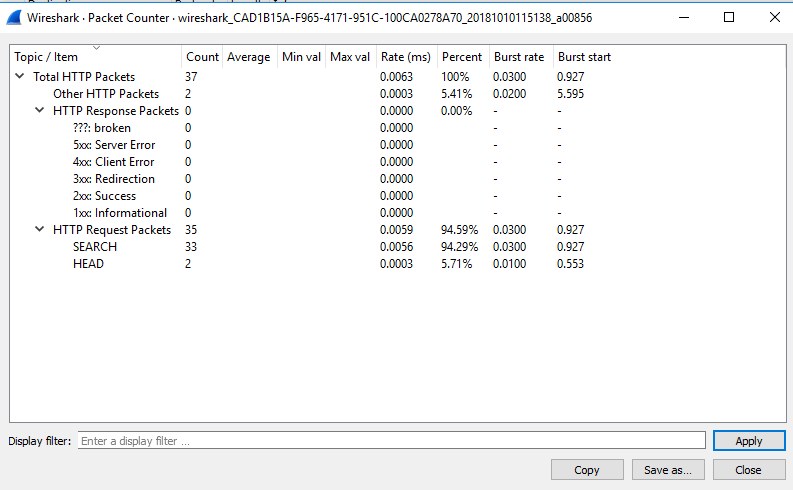 Wireshark · Packet Counter · wireshark_CAD1B15A-F965-4171-951C-100CA0278A70_20181010115138_a00856
Topic / Item Count Average Min val Max val Rate (ms) Percent Burst rate Burst start
Total HTTP Packets 37 0.0063 100% 0.0300 0.927
Other HTTP Packets 2 0.0003 5.41% 0.0200 5.595
HTTP Response Packets 0 0.0000 0.00% - -
???: broken 0 0.0000 - -
5xx: Server Error 0 0.0000 - -
4xx: Client Error 0 0.0000 - -
3xx: Redirection 0 0.0000 - -
2xx: Success 0 0.0000 - -
1xx: Informational 0 0.0000 - -
HTTP Request Packets 35 0.0059 94.59% 0.0300 0.927
SEARCH 33 0.0056 94.29% 0.0300 0.927
HEAD 2 0.0003 5.71% 0.0100 0.553
Display filter: Enter a display filter ... Apply
Copy Save as... Close